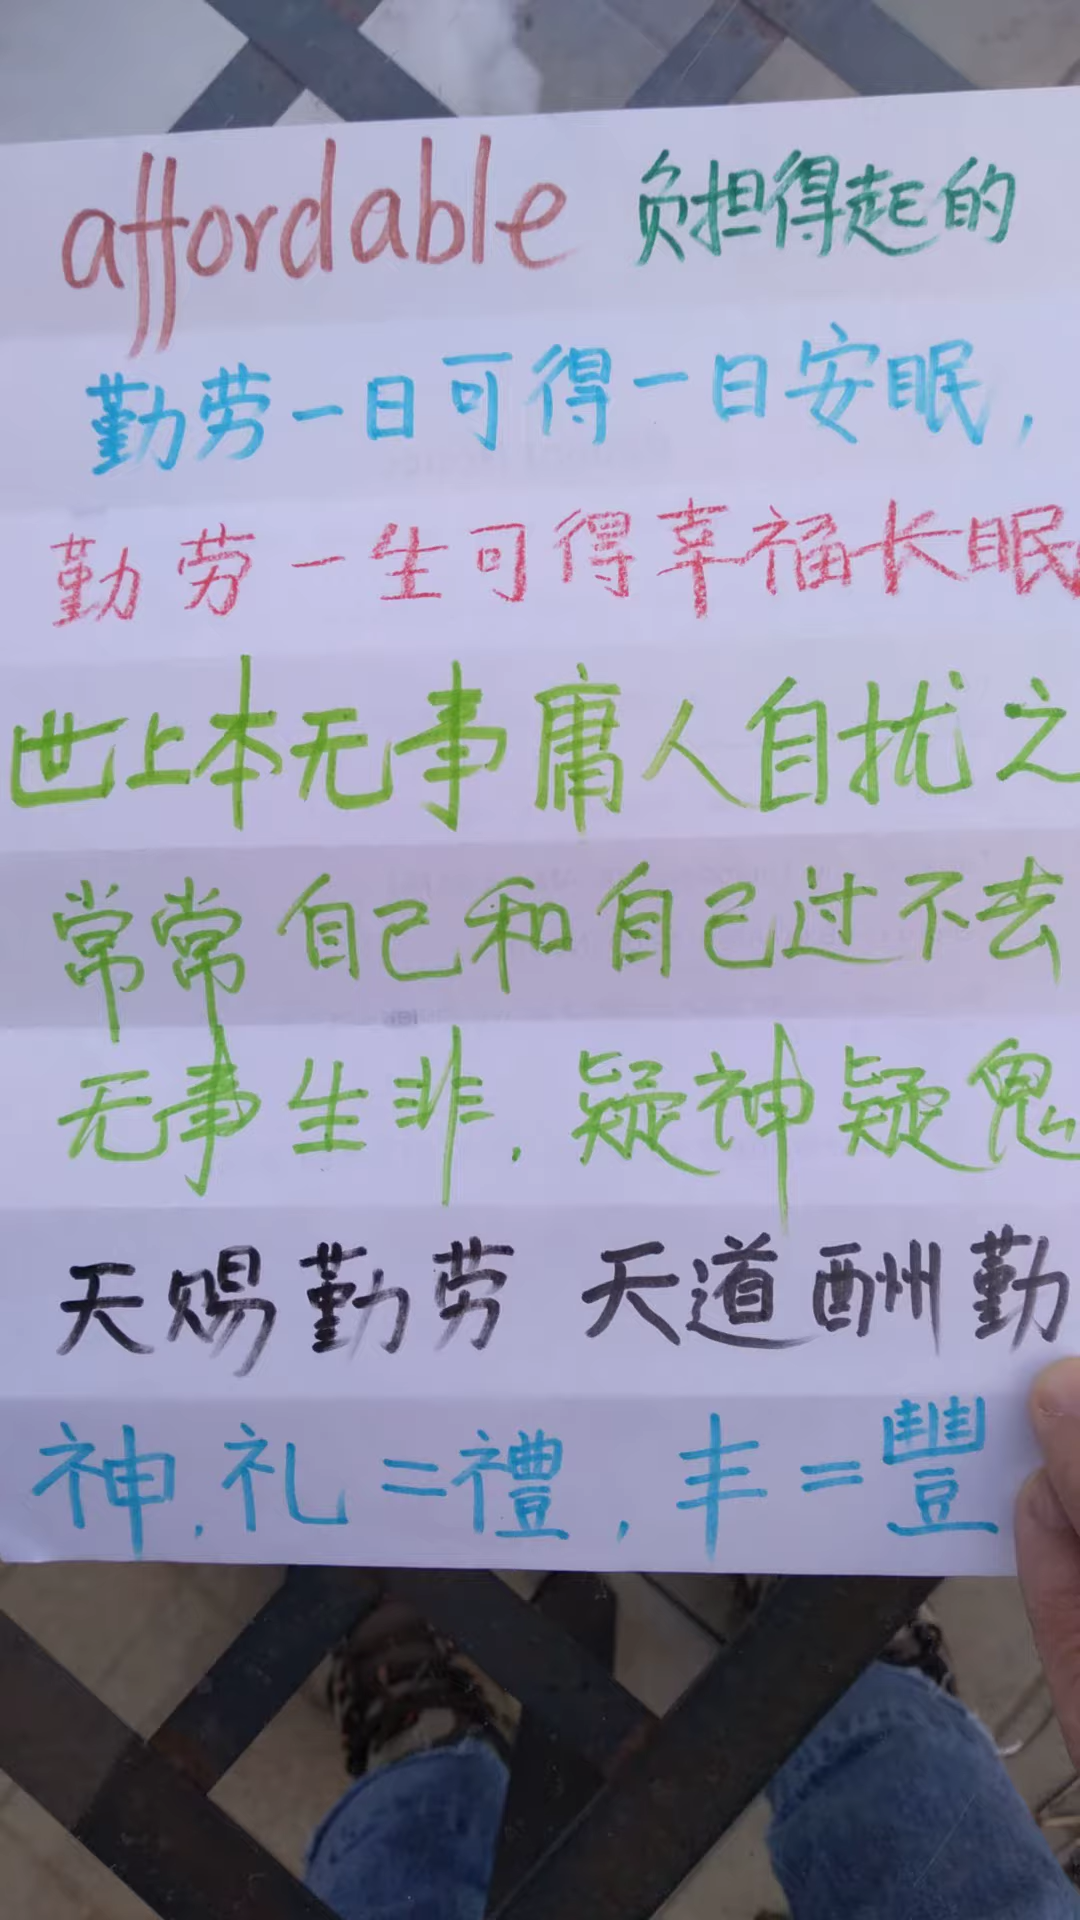 affordable 负担得起的
勤劳一日可得一日安眠,
勤劳一生可得幸福长眠
世上本无事庸人自扰之
常常自己和自己过不去
无事生非,疑神疑鬼
天赐勤劳 天道酬勤
神,礼=禮,丰=豐